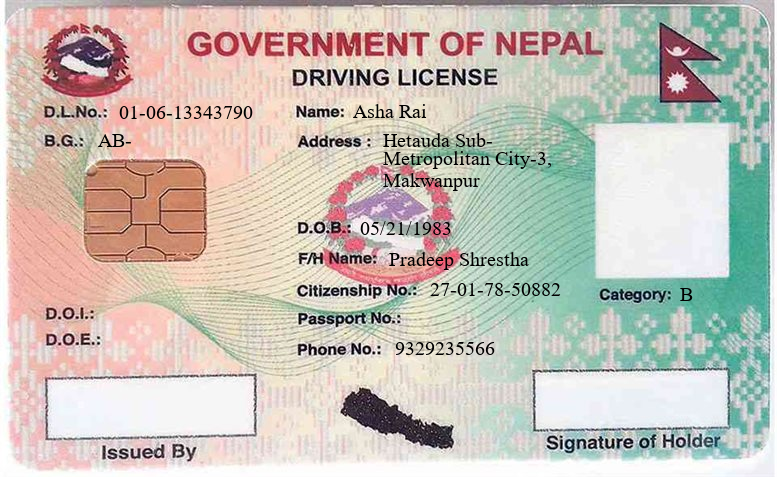 GOVERNMENT OF NEPAL
DRIVING LICENSE
D.L.No.: 01-06-13343790
Name: Asha Rai
B.G.: AB-
Address : Hetauda Sub-
Metropolitan City-3,
Makwanpur
D.O.B.: 05/21/1983
F/H Name: Pradeep Shrestha
Citizenship No.: 27-01-78-50882
Category: B
D.O.I.:
Passport No.:
D.O.E.:
Phone No.: 9329235566
Issued By
Signature of Holder